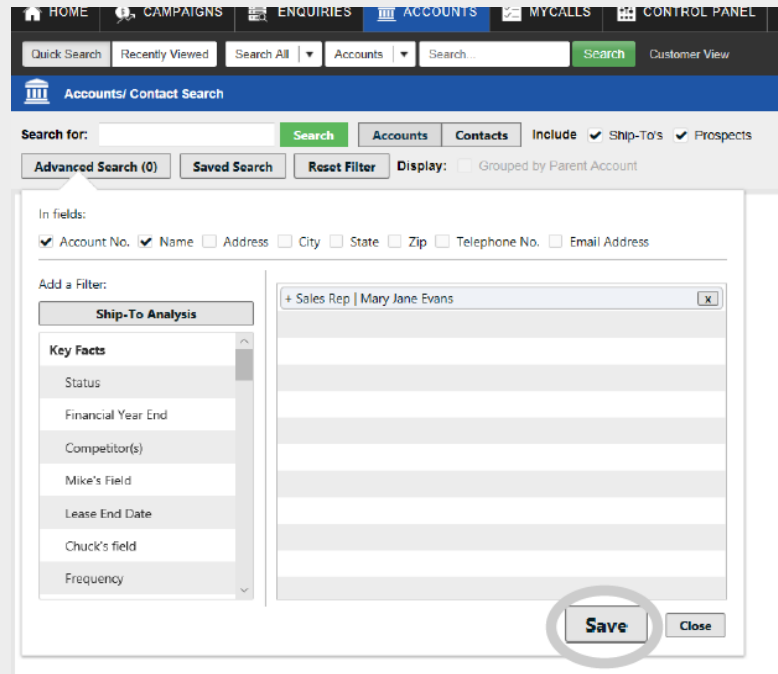 HOME CAMPAIGNS ENQUIRIES ACCOUNTS MYCALLS CONTROL PANEL
Quick Search Recently Viewed Search All Accounts Search... Search Customer View
Accounts/ Contact Search
Search for: Search Accounts Contacts Include Ship-To's Prospects
Advanced Search (0) Saved Search Reset Filter Display: Grouped by Parent Account
In fields:
Account No. Name Address City State Zip Telephone No. Email Address
Add a Filter:
Ship-To Analysis
+ Sales Rep | Mary Jane Evans x
Key Facts
Status
Financial Year End
Competitor(s)
Mike's Field
Lease End Date
Chuck's field
Frequency
Save Close